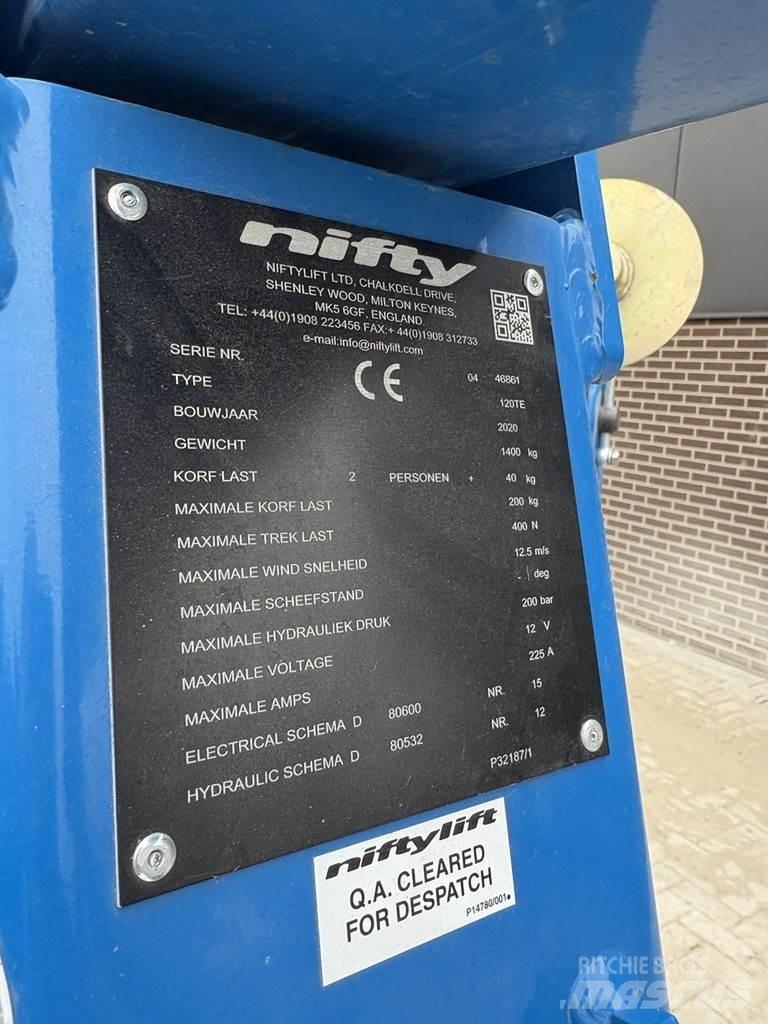 nifty
NIFTYLIFT LTD, CHALKDELL DRIVE,
SHENLEY WOOD, MILTON KEYNES,
MK5 6GF, ENGLAND.
TEL: +44(0)1908 223456 FAX:+ 44(0)1908 312733
e-mail:info@niftylift.com
CE
SERIE NR. 04 46861
TYPE 120TE
BOUWJAAR 2020
GEWICHT 1400 kg
KORF LAST 2 PERSONEN + 40 kg
MAXIMALE KORF LAST 200 kg
MAXIMALE TREK LAST 400 N
MAXIMALE WIND SNELHEID 12.5 m/s
MAXIMALE SCHEEFSTAND - deg
MAXIMALE HYDRAULIEK DRUK 200 bar
MAXIMALE VOLTAGE 12 V
MAXIMALE AMPS 225 A
ELECTRICAL SCHEMA D 80600 NR. 15
HYDRAULIC SCHEMA D 80532 NR. 12
P32187/1
niftylift
Q.A. CLEARED
FOR DESPATCH
P14780/001
RITCHIE BROS.
MASCUS